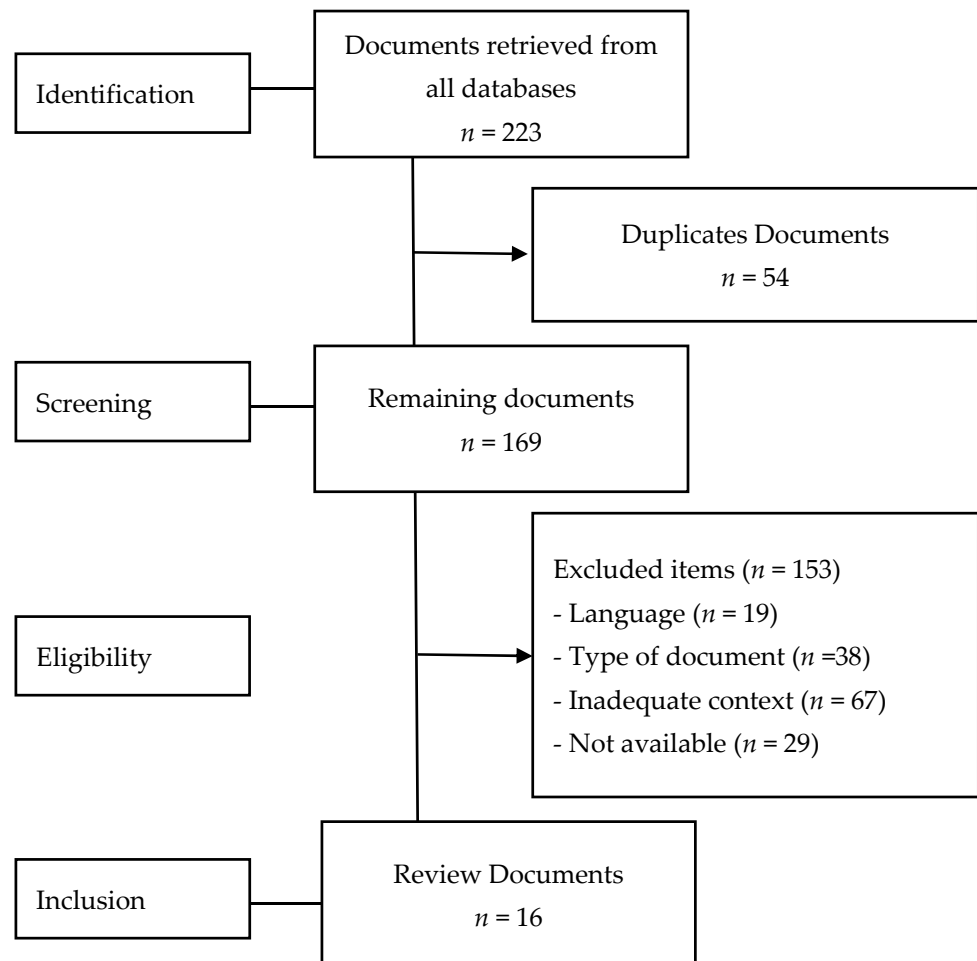 Identification
Documents retrieved from
all databases
n = 223
Duplicates Documents
n = 54
Screening
Remaining documents
n = 169
Eligibility
Excluded items (n = 153)
- Language (n = 19)
- Type of document (n =38)
- Inadequate context (n = 67)
- Not available (n = 29)
Inclusion
Review Documents
n = 16